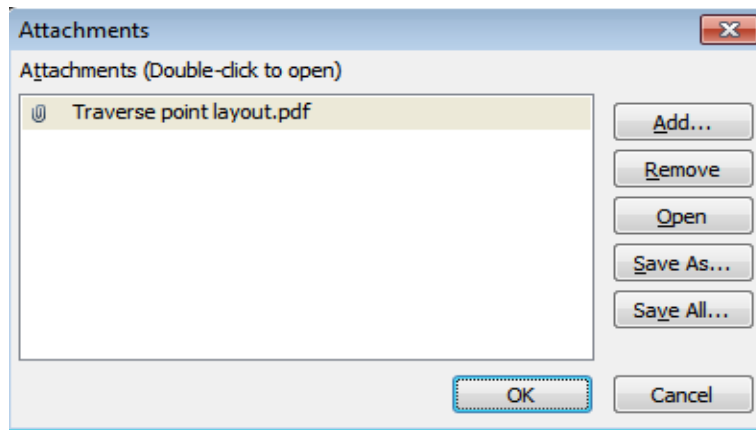 Attachments
Attachments (Double-click to open)
Traverse point layout.pdf
Add...
Remove
Open
Save As...
Save All...
OK
Cancel